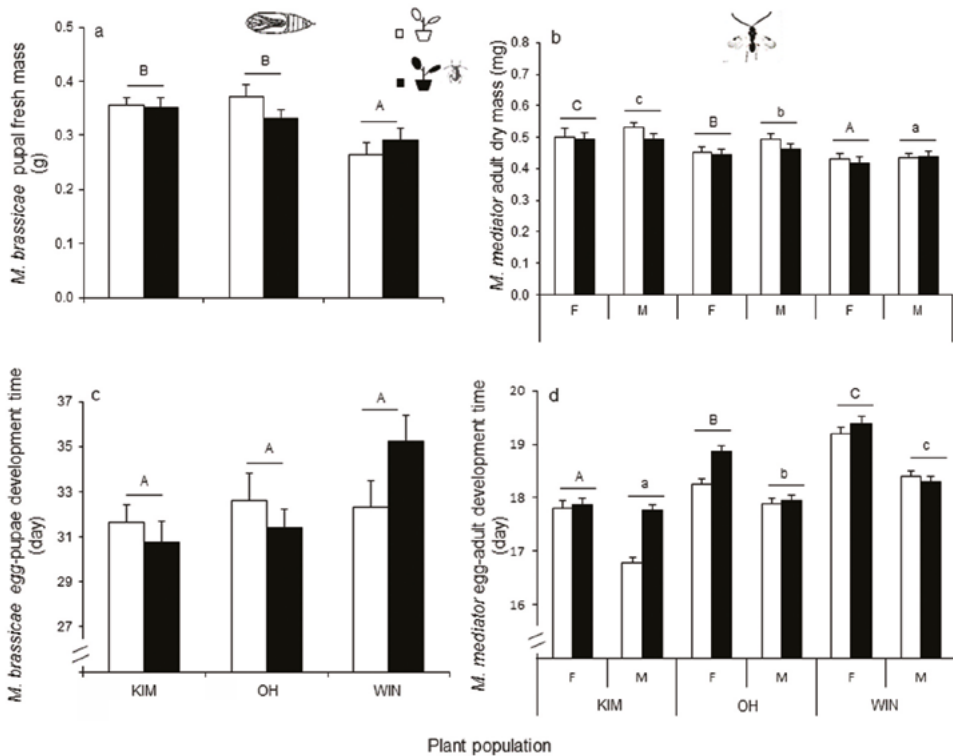 a
M. brassicae pupal fresh mass
(g)
0.5
0.4
0.3
0.2
0.1
0.0
B
B
A
b
M. mediator adult dry mass (mg)
0.9
0.8
0.7
0.6
0.5
0.4
0.3
0.2
0.1
0.0
C
c
B
b
A
a
F
M
F
M
F
M
c
M. brassicae egg-pupae development time
(day)
37
35
33
31
29
27
A
A
A
KIM
OH
WIN
d
M. mediator egg-adult development time
(day)
20
19
18
17
16
A
a
B
b
C
c
F
M
F
M
F
M
KIM
OH
WIN
Plant population